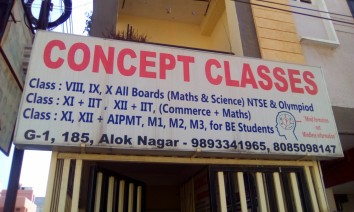 CONCEPT CLASSES
Class : VIII, IX, X All Boards (Maths & Science) NTSE & Olympiod
Class : XI + IIT , XII + IIT, (Commerce + Maths)
Class : XI, XII + AIPMT, M1, M2, M3, for BE Students
G-1, 185, Alok Nagar - 9893341965, 8085098147